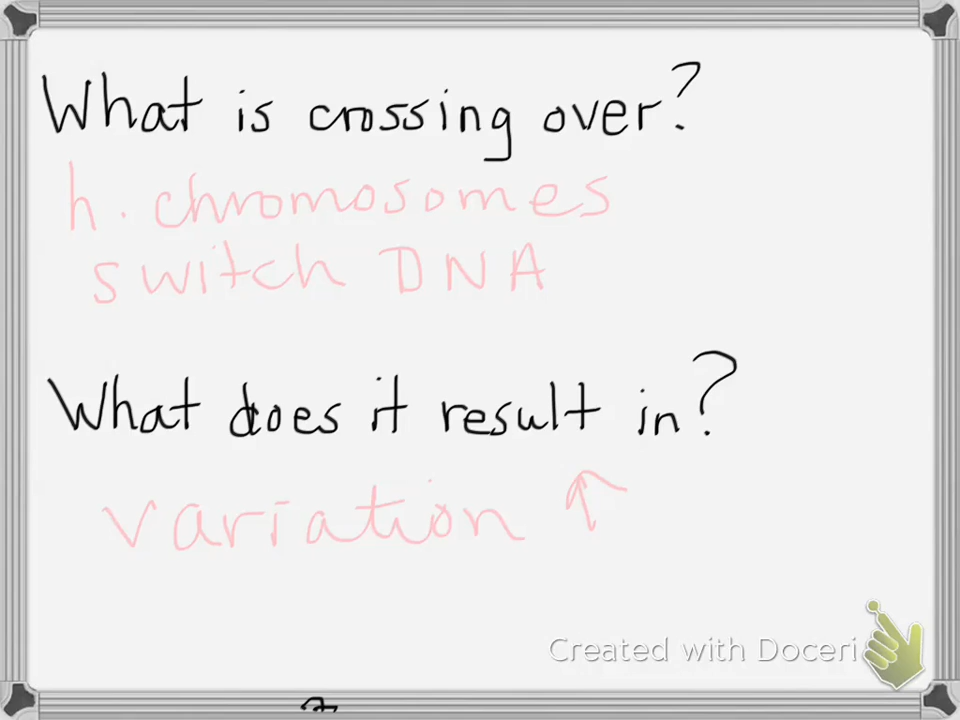 What is crossing over?
h. chromosomes
switch DNA
What does it result in?
variation ↑
Created with Doceri